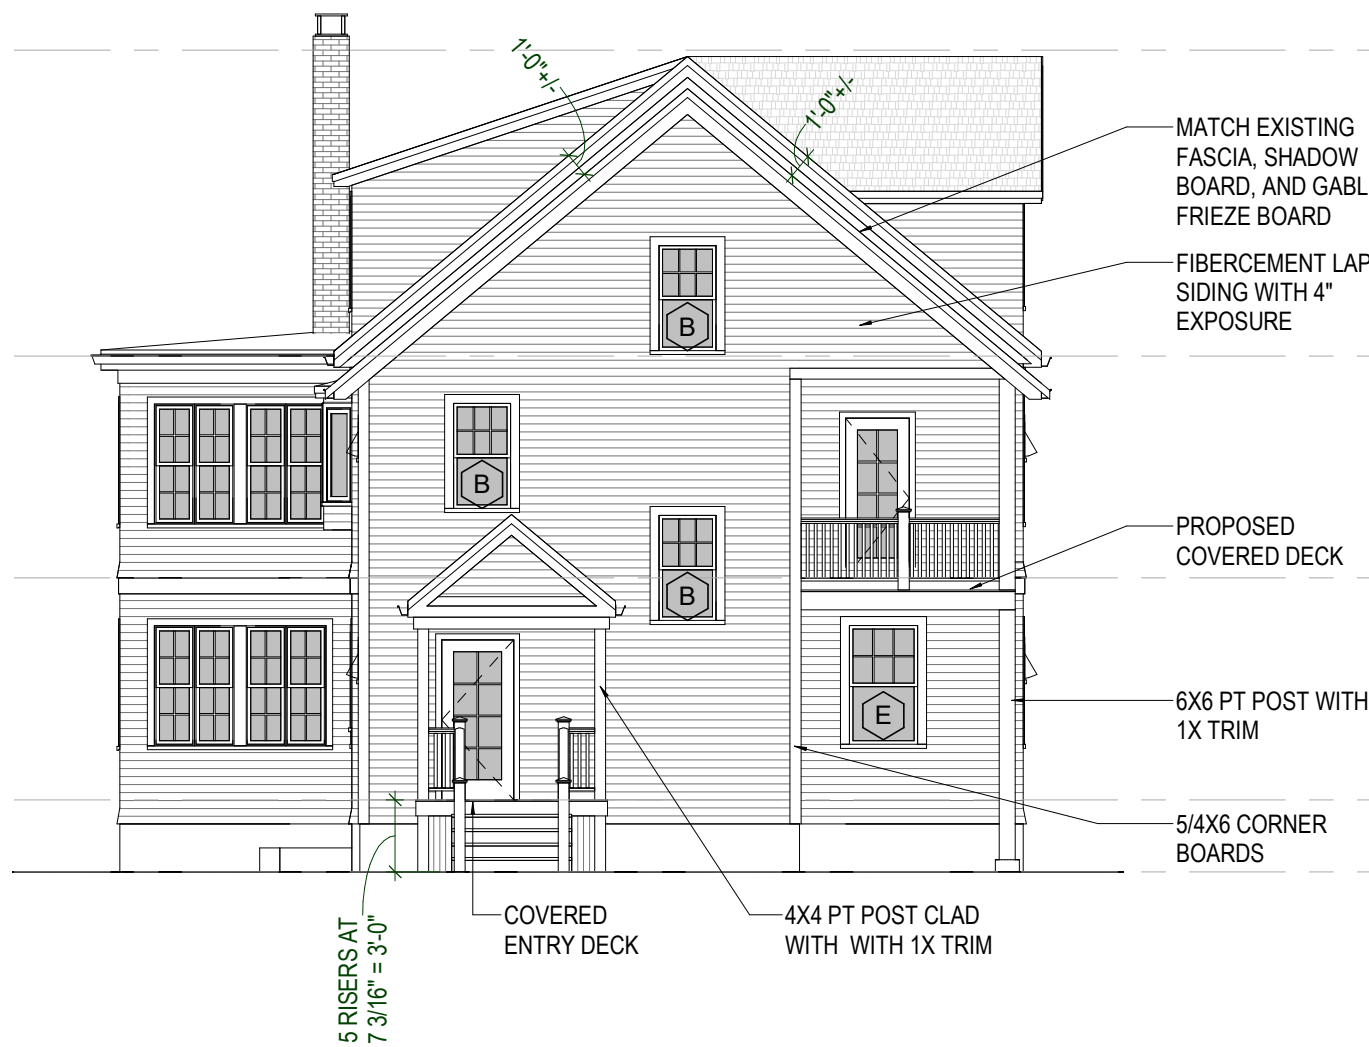 1'-0"+/-
1'-0"+/-
MATCH EXISTING
FASCIA, SHADOW
BOARD, AND GABL
FRIEZE BOARD
FIBERCEMENT LAP
SIDING WITH 4"
EXPOSURE
B
B
B
PROPOSED
COVERED DECK
E
6X6 PT POST WITH
1X TRIM
5/4X6 CORNER
BOARDS
COVERED
ENTRY DECK
4X4 PT POST CLAD
WITH WITH 1X TRIM
5 RISERS AT
7 3/16" = 3'-0"